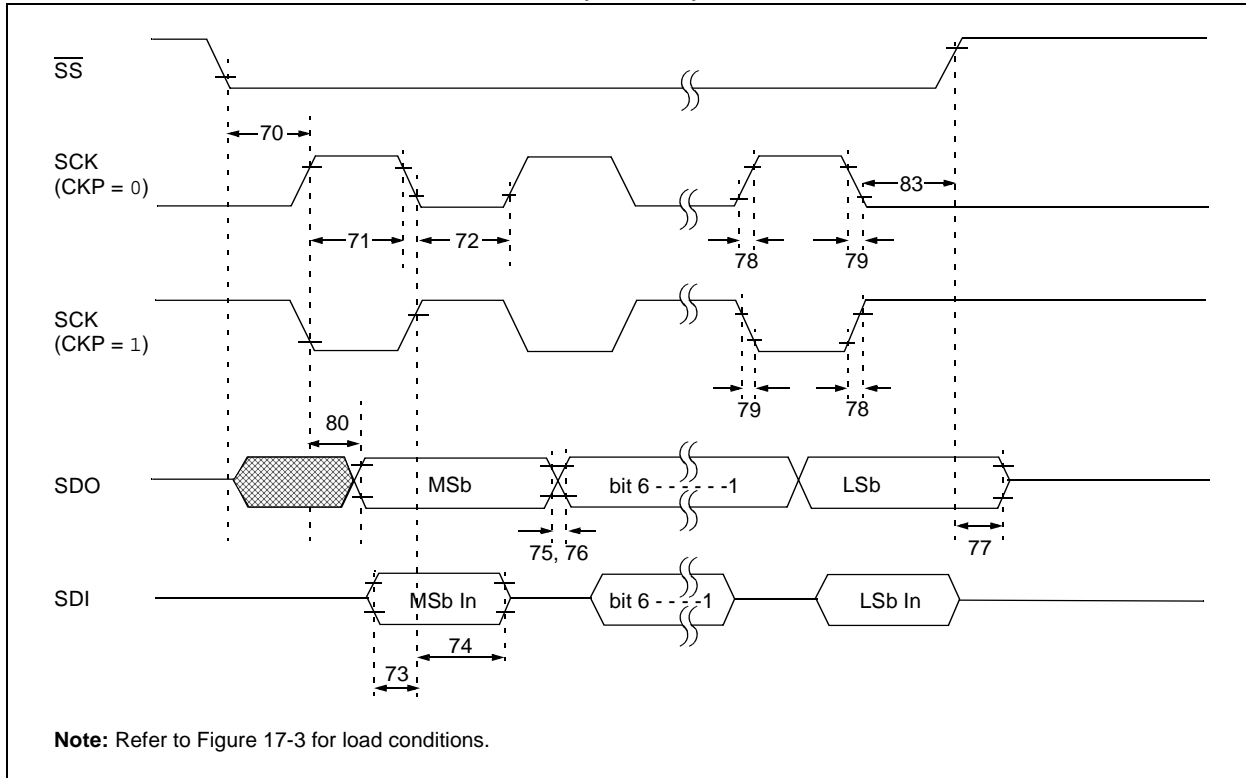 SS
70
SCK
(CKP = 0)
83
71
72
78
79
SCK
(CKP = 1)
79
78
80
SDO
MSb
bit 6 - - - - - -1
LSb
75, 76
77
SDI
MSb In
bit 6 - - - -1
LSb In
74
73
Note: Refer to Figure 17-3 for load conditions.